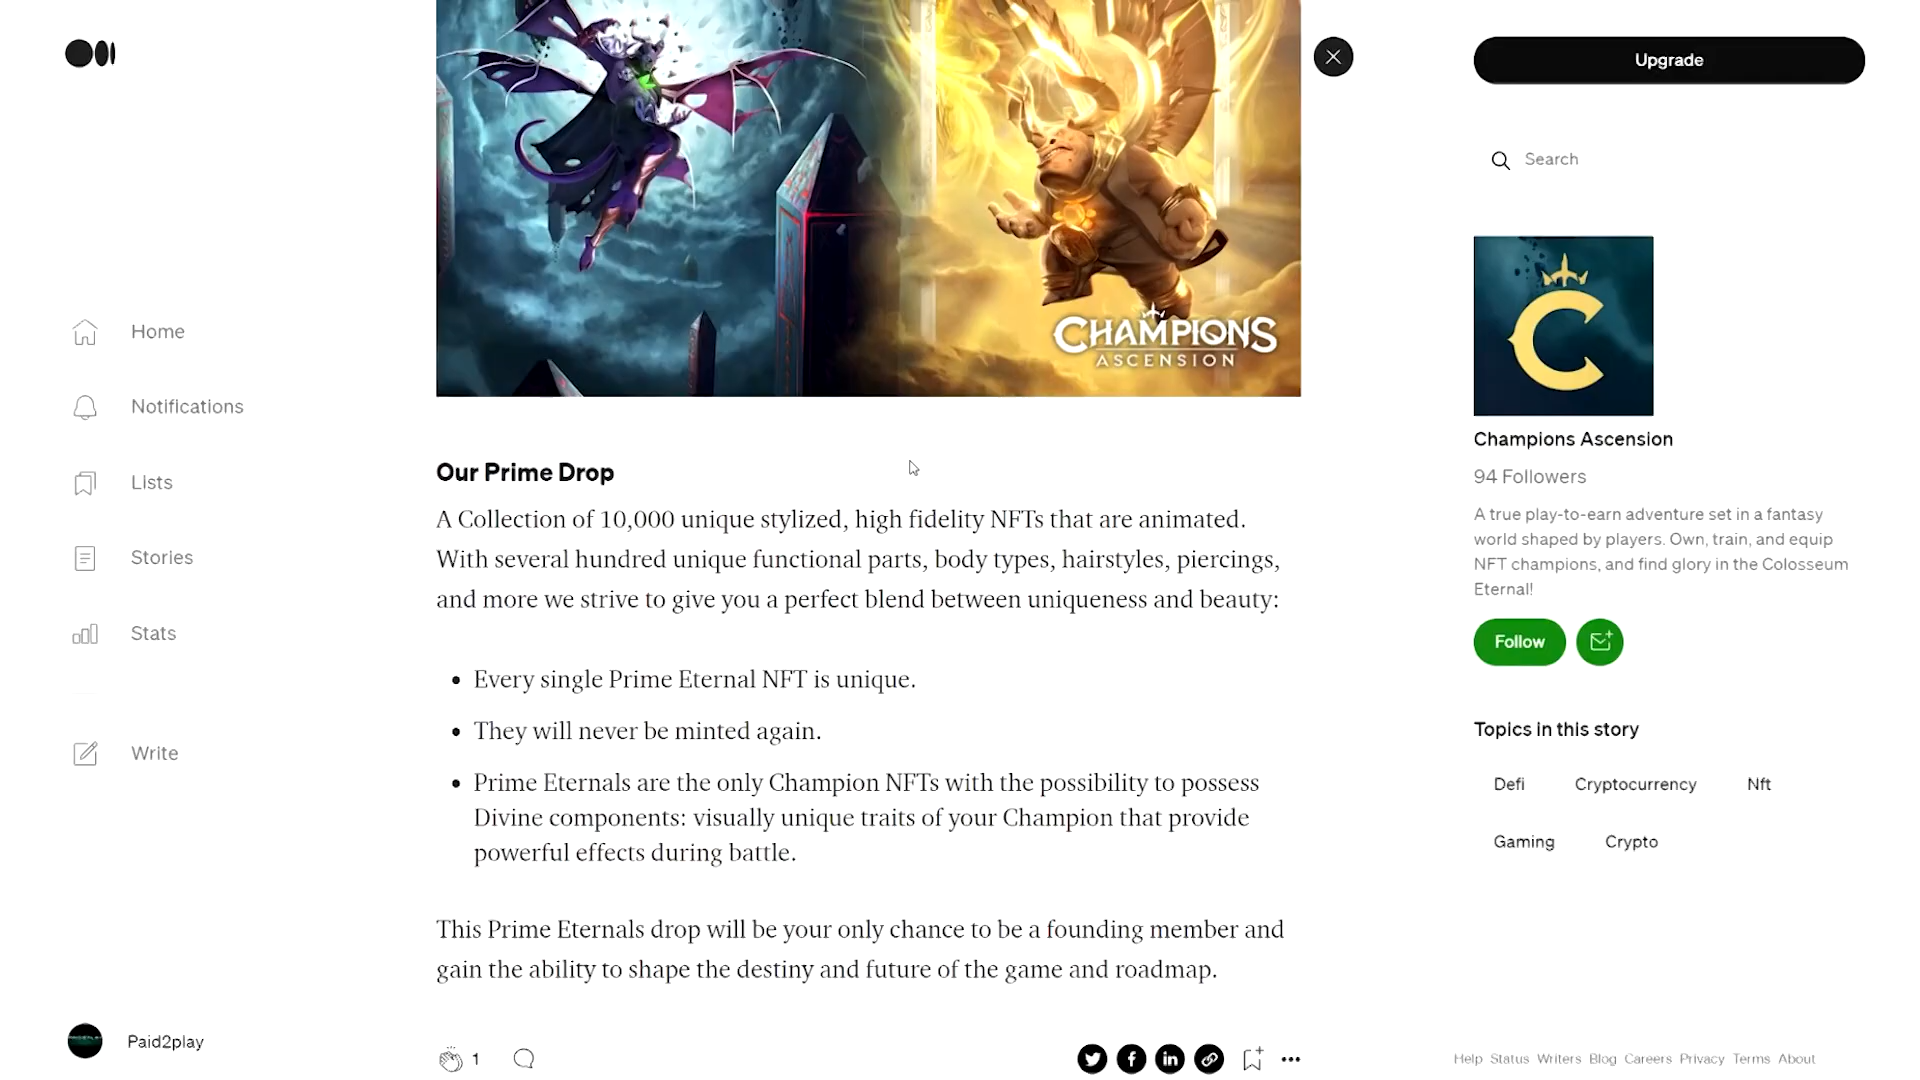 Upgrade
Search
CHAMPIONS
ASCENSION
C
Home
Notifications
Lists
Stories
Stats
Write
Paid2play
Our Prime Drop
A Collection of 10,000 unique stylized, high fidelity NFTs that are animated.
With several hundred unique functional parts, body types, hairstyles, piercings,
and more we strive to give you a perfect blend between uniqueness and beauty:
• Every single Prime Eternal NFT is unique.
• They will never be minted again.
• Prime Eternals are the only Champion NFTs with the possibility to possess
Divine components: visually unique traits of your Champion that provide
powerful effects during battle.
This Prime Eternals drop will be your only chance to be a founding member and
gain the ability to shape the destiny and future of the game and roadmap.
1
Champions Ascension
94 Followers
A true play-to-earn adventure set in a fantasy
world shaped by players. Own, train, and equip
NFT champions, and find glory in the Colosseum
Eternal!
Follow
Topics in this story
Defi Cryptocurrency Nft
Gaming Crypto
Help Status Writers Blog Careers Privacy Terms About